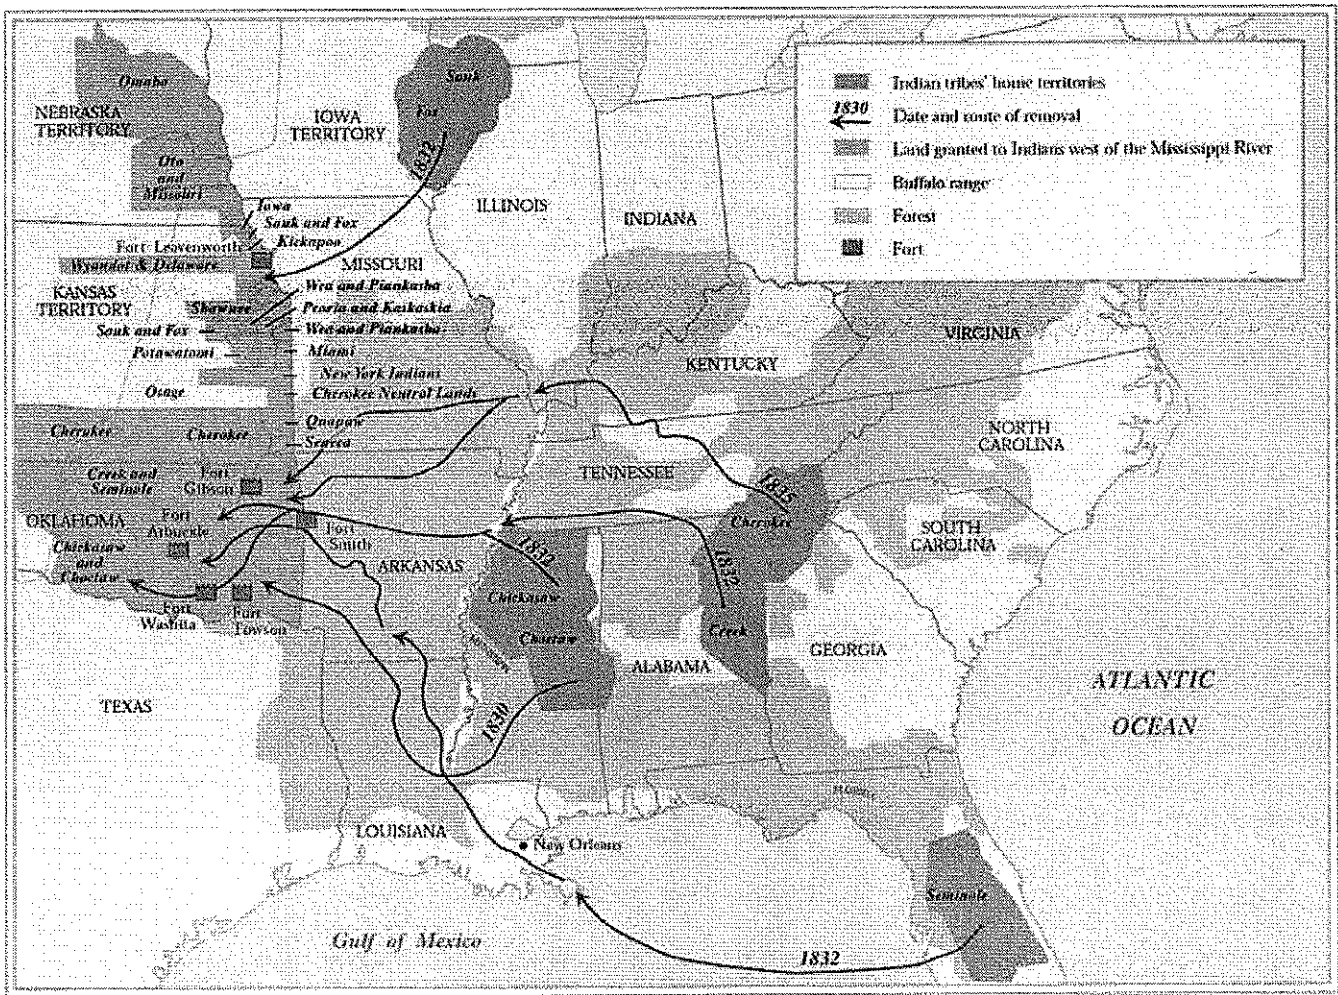 Omaha
NEBRASKA
TERRITORY
Oto
and
Missouri
IOWA
TERRITORY
Sauk
Fox
1832
ILLINOIS
INDIANA
1830
Indian tribes' home territories
Date and route of removal
Land granted to Indians west of the Mississippi River
Buffalo range
Forest
Fort
Iowa
Sauk and Fox
Kickapoo
Fort Leavenworth
Wyandot & Delaware
MISSOURI
KANSAS
TERRITORY
Shawnee
Wea and Piankasha
Peoria and Kaskaskia
Sauk and Fox
Wea and Piankasha
Potawatomi
Miami
New York Indians
Osage
Cherokee Neutral Lands
Quapaw
Seneca
Cherokee
Cherokee
KENTUCKY
VIRGINIA
TENNESSEE
NORTH
CAROLINA
Creek and
Seminole
Fort
Gibson
OKLAHOMA
Fort
Arbuckle
Fort
Smith
Chickasaw
and
Choctaw
Fort
Washita
Fort
Towson
ARKANSAS
1832
Chickasaw
Choctaw
1835
Cherokee
1832
Creek
SOUTH
CAROLINA
GEORGIA
ALABAMA
TEXAS
1830
ATLANTIC
OCEAN
LOUISIANA
New Orleans
Seminole
Gulf of Mexico
1832